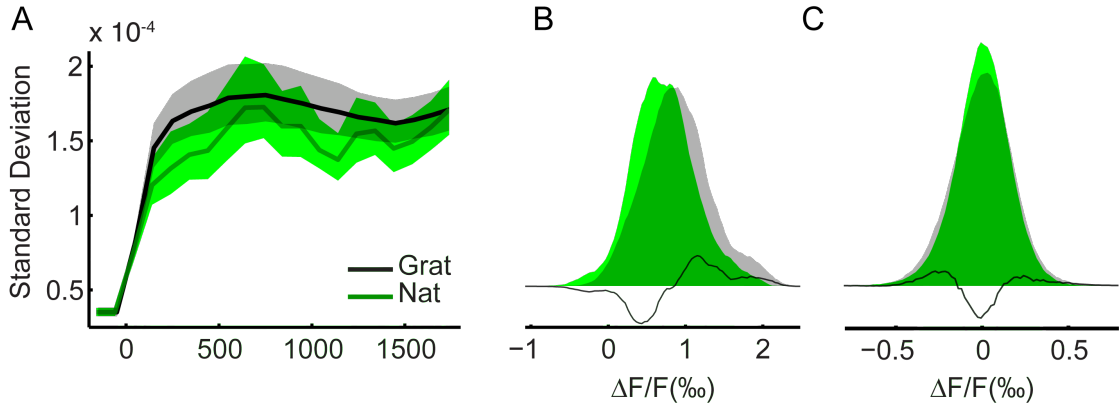 A
B
C
x 10-4
Standard Deviation
2
1.5
1
0.5
Grat
Nat
0
500
1000
1500
−1
0
1
2
ΔF/F(‰)
−0.5
0
0.5
ΔF/F(‰)